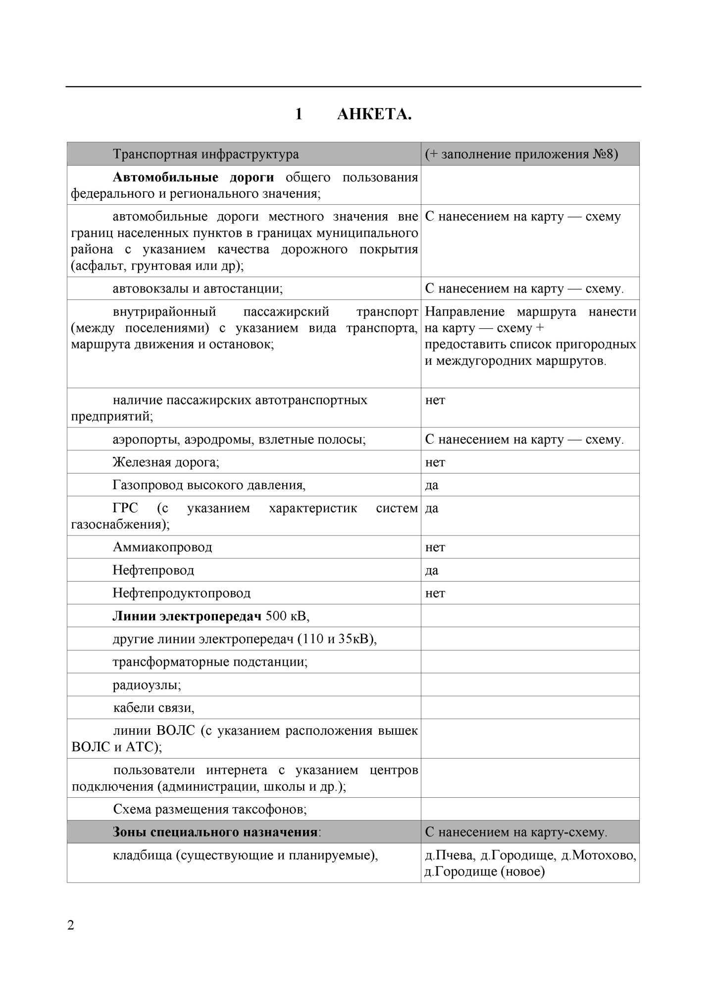 1 АНКЕТА.
Транспортная инфраструктура
(+ заполнение приложения №8)
Автомобильные дороги общего пользования
федерального и регионального значения;
автомобильные дороги местного значения вне
границ населенных пунктов в границах муниципального
района с указанием качества дорожного покрытия
(асфальт, грунтовая или др);
С нанесением на карту — схему
автовокзалы и автостанции;
С нанесением на карту — схему.
внутрирайонный пассажирский транспорт
(между поселениями) с указанием вида транспорта,
маршрута движения и остановок;
Направление маршрута нанести
на карту — схему +
предоставить список пригородных
и междугородних маршрутов.
наличие пассажирских автотранспортных
предприятий;
нет
аэропорты, аэродромы, взлетные полосы;
С нанесением на карту — схему.
Железная дорога;
нет
Газопровод высокого давления,
да
ГРС (с указанием характеристик систем
газоснабжения);
да
Аммиакопровод
нет
Нефтепровод
да
Нефтепродуктопровод
нет
Линии электропередач 500 кВ,
другие линии электропередач (110 и 35кВ),
трансформаторные подстанции;
радиоузлы;
кабели связи,
линии ВОЛС (с указанием расположения вышек
ВОЛС и АТС);
пользователи интернета с указанием центров
подключения (администрации, школы и др.);
Схема размещения таксофонов;
Зоны специального назначения:
С нанесением на карту-схему.
кладбища (существующие и планируемые),
д.Пчева, д.Городище, д.Мотохово,
д.Городище (новое)
2